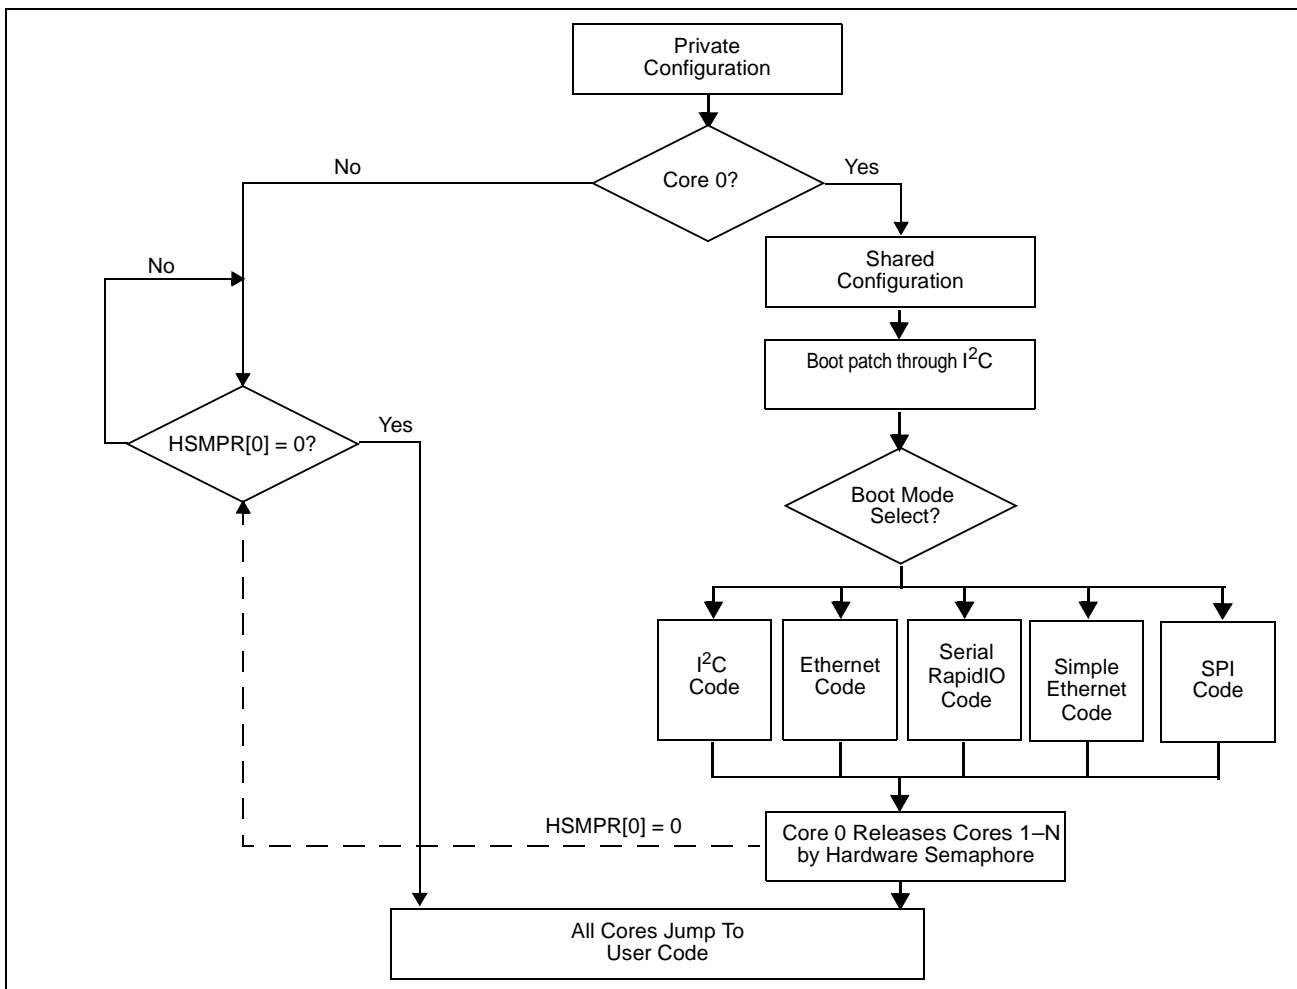 Private
Configuration
No
Core 0?
Yes
No
Shared
Configuration
Boot patch through I²C
HSMPR[0] = 0?
Yes
Boot Mode
Select?
I²C
Code
Ethernet
Code
Serial
RapidIO
Code
Simple
Ethernet
Code
SPI
Code
HSMPR[0] = 0
Core 0 Releases Cores 1–N
by Hardware Semaphore
All Cores Jump To
User Code